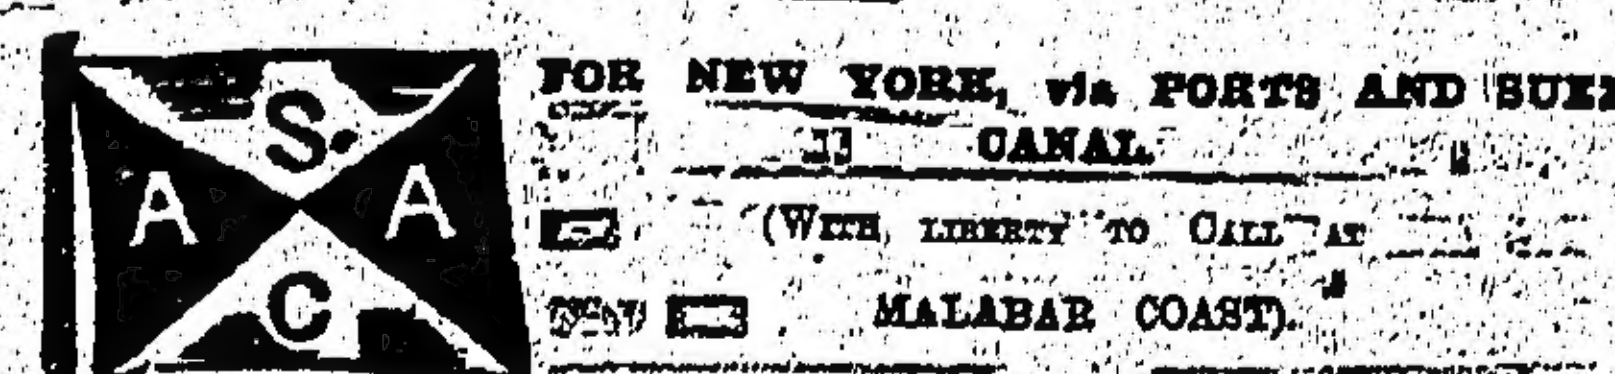 S.
A A
C
FOR NEW YORK, via PORTS AND SUEZ
CANAL
(WITH LIBERTY TO CALL AT
MALABAR COAST).